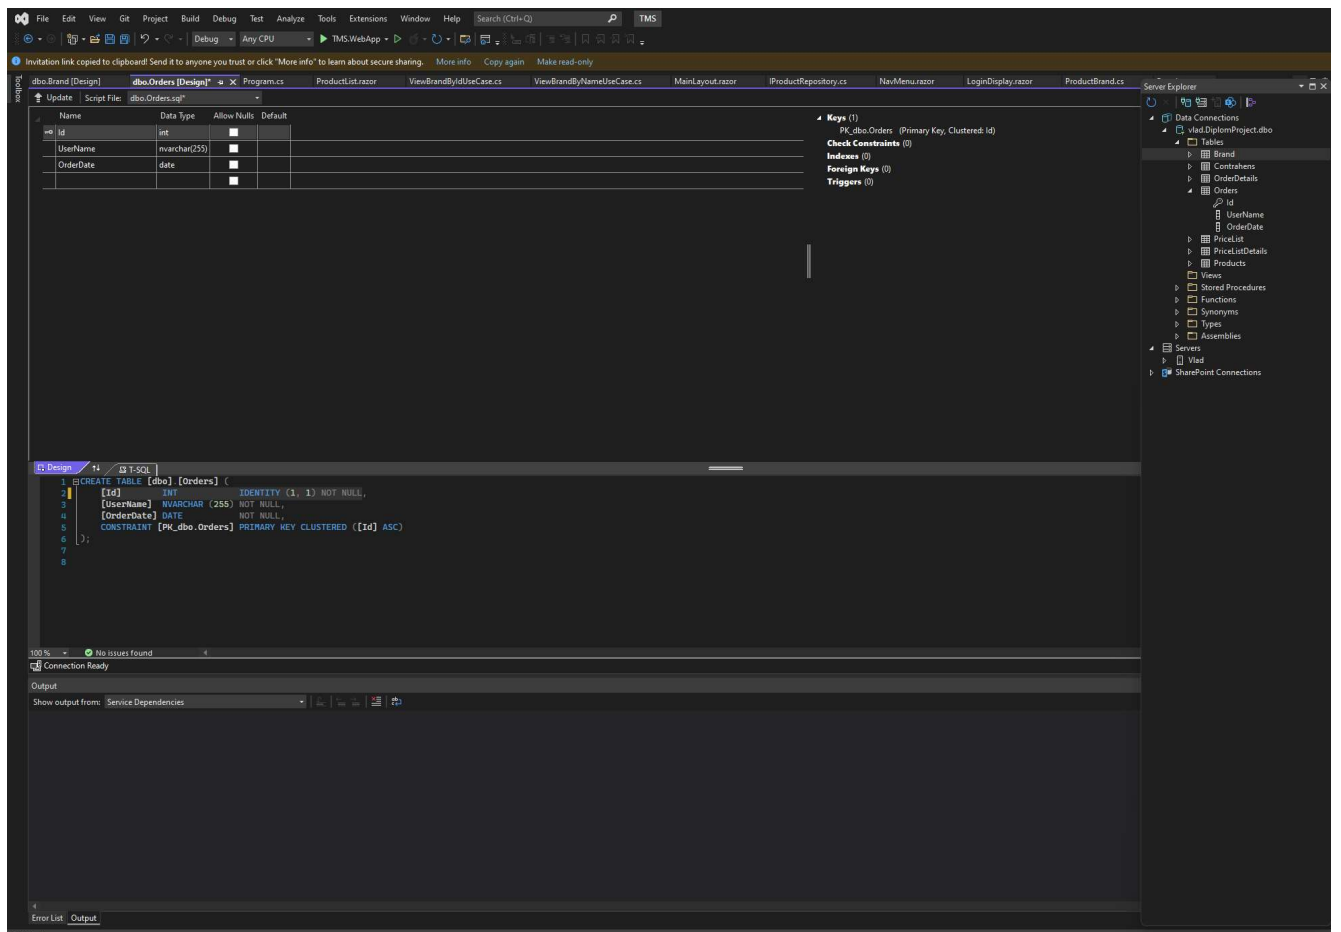 File Edit View Git Project Build Debug Test Analyze Tools Extensions Window Help Search (Ctrl+Q) TMS
Debug Any CPU TMS.WebApp
Invitation link copied to clipboard! Send it to anyone you trust or click "More info" to learn about secure sharing. More info Copy again Make read-only
Toolbox
dbo.Brand [Design] dbo.Orders [Design]* Program.cs ProductList.razor ViewBrandByIdUseCase.cs ViewBrandByNameUseCase.cs MainLayout.razor IProductRepository.cs NavMenu.razor LoginDisplay.razor ProductBrand.cs
Update Script File: dbo.Orders.sql*
Name Data Type Allow Nulls Default
Id int
UserName nvarchar(255)
OrderDate date
Keys (1)
PK_dbo.Orders (Primary Key, Clustered: Id)
Check Constraints (0)
Indexes (0)
Foreign Keys (0)
Triggers (0)
Server Explorer
Data Connections
vlad.DiplomProject.dbo
Tables
Brand
Contrahens
OrderDetails
Orders
Id
UserName
OrderDate
PriceList
PriceListDetails
Products
Views
Stored Procedures
Functions
Synonyms
Types
Assemblies
Servers
Vlad
SharePoint Connections
Design T-SQL
1 CREATE TABLE [dbo].[Orders] (
2 [Id] INT IDENTITY (1, 1) NOT NULL,
3 [UserName] NVARCHAR (255) NOT NULL,
4 [OrderDate] DATE NOT NULL,
5 CONSTRAINT [PK_dbo.Orders] PRIMARY KEY CLUSTERED ([Id] ASC)
6 );
7
8
100 % No issues found
Connection Ready
Output
Show output from: Service Dependencies
Error List Output